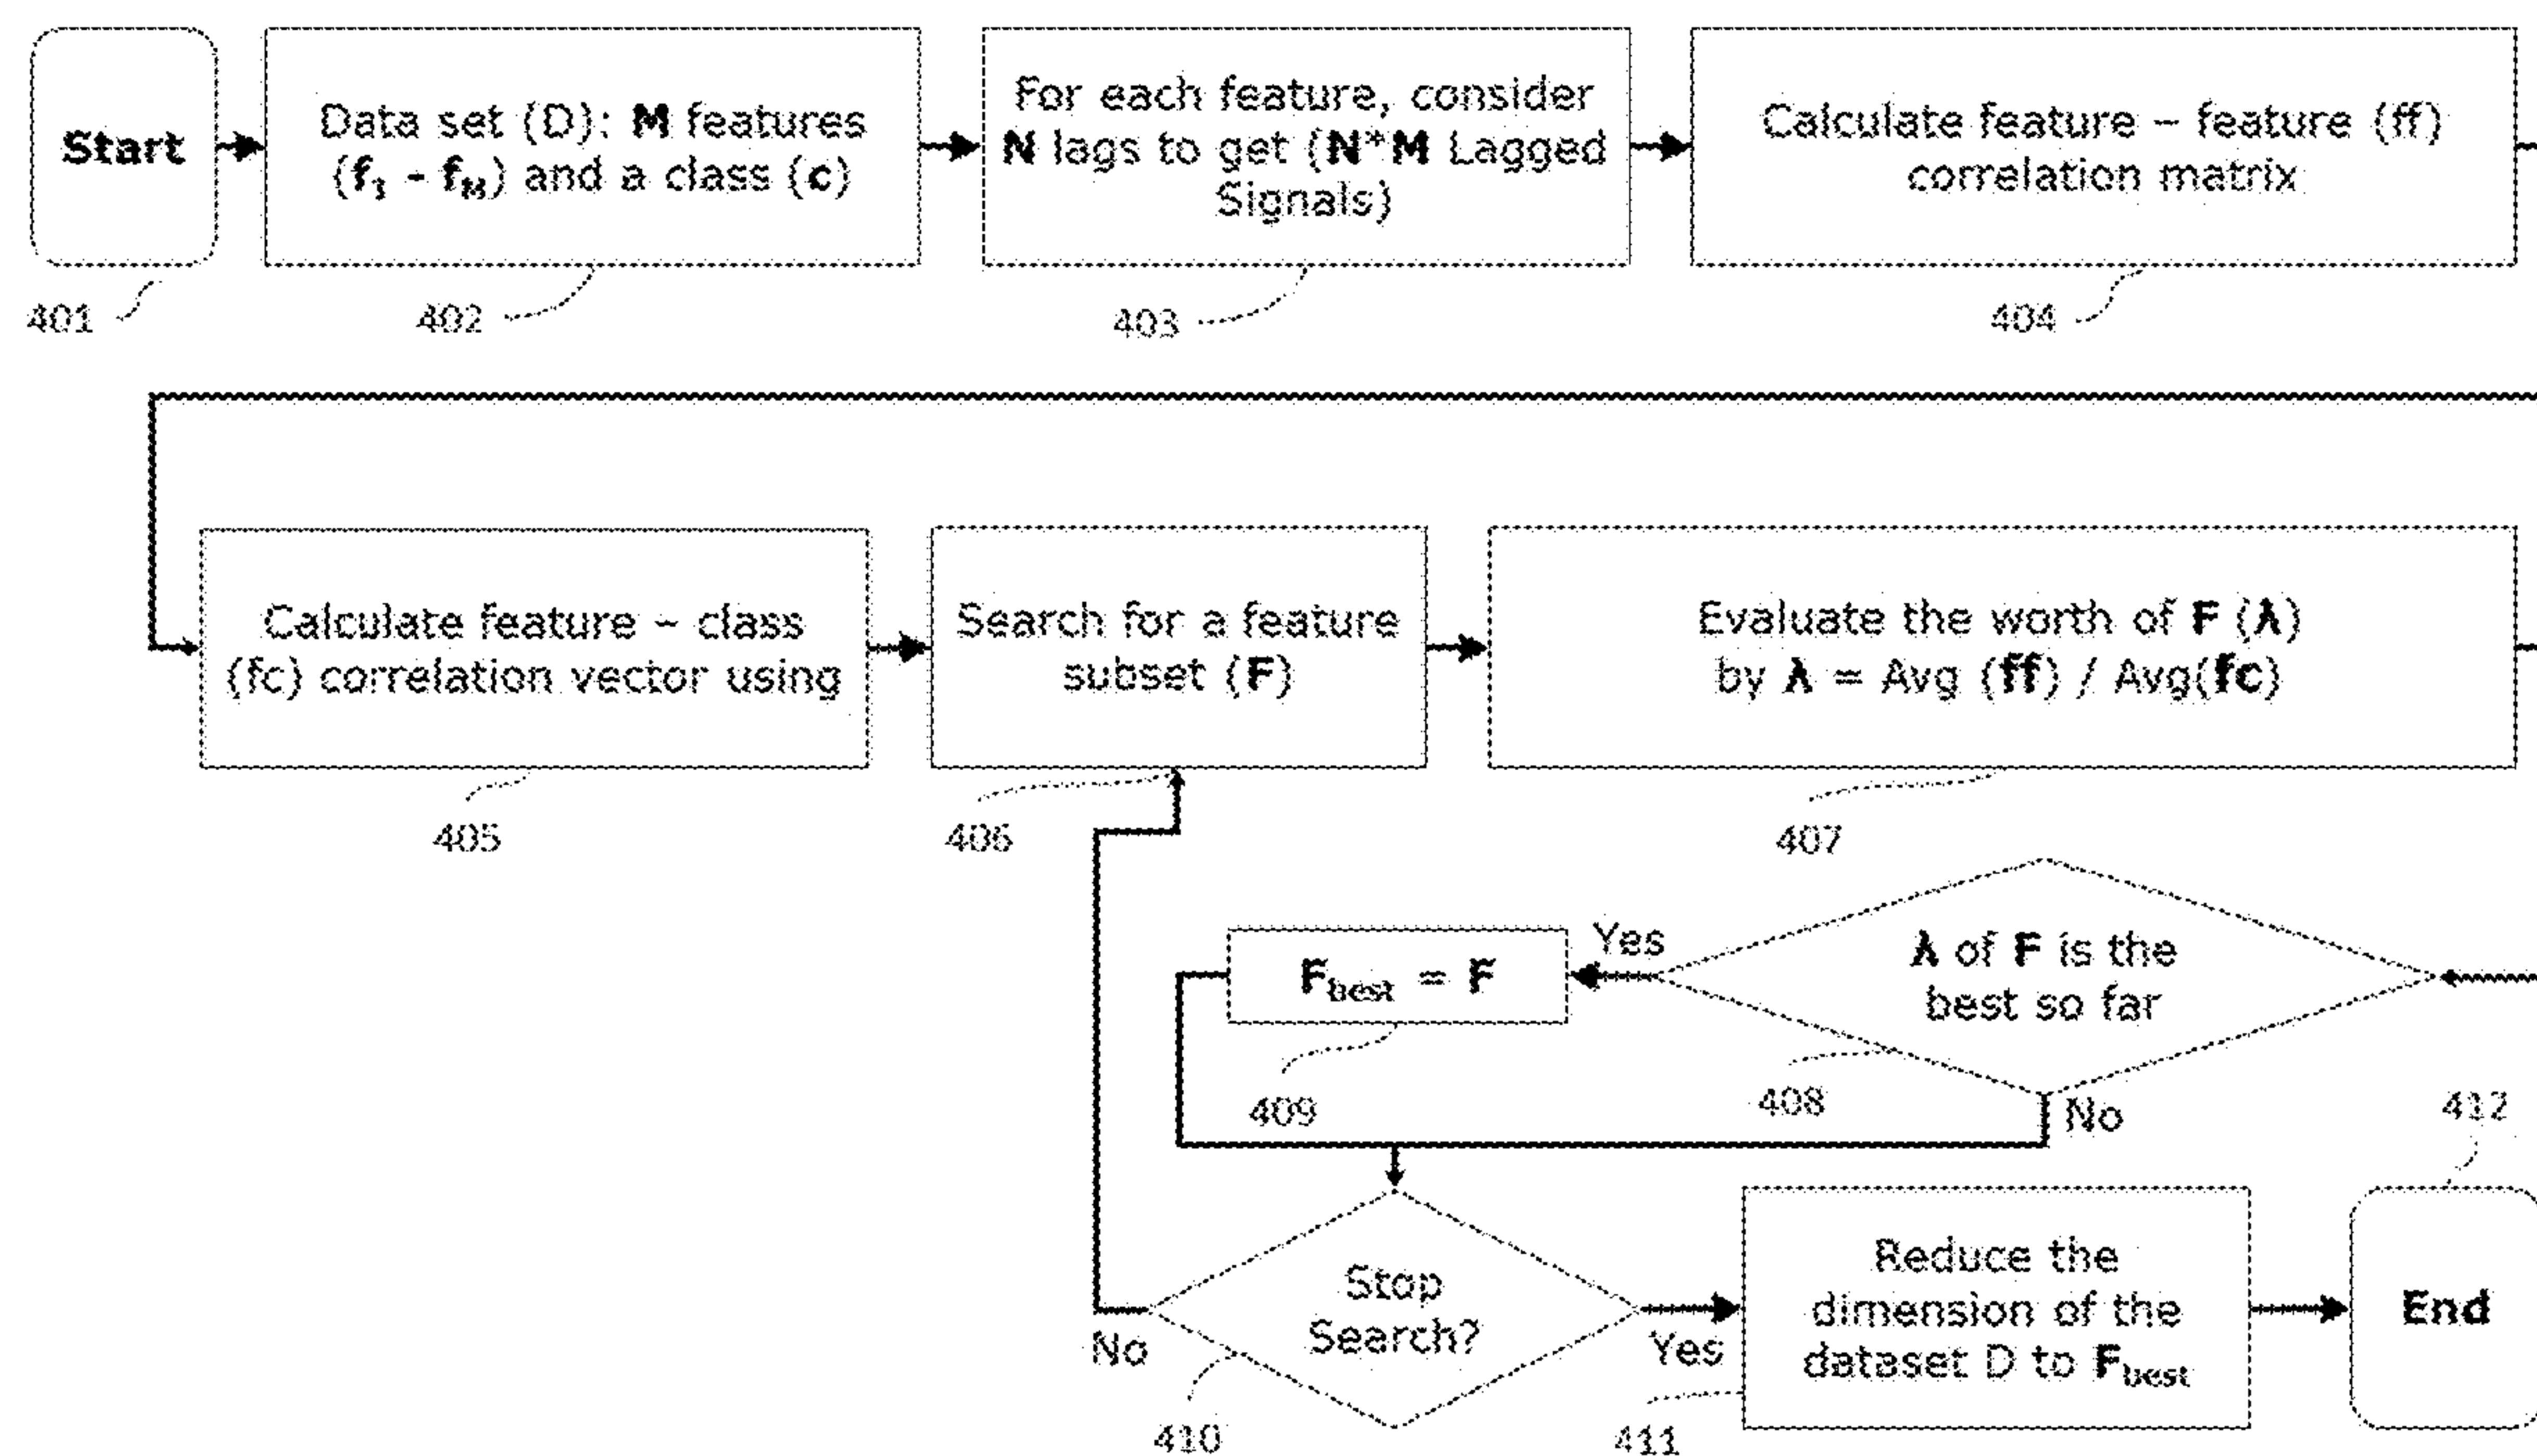 Start
Data set (D): M features
(f₁ - f_M) and a class (c)
For each feature, consider
N lags to get (N*M Lagged
Signals)
Calculate feature – feature (ff)
correlation matrix
401
402
403
404
Calculate feature – class
(fc) correlation vector using
Search for a feature
subset (F)
Evaluate the worth of F (λ)
by λ = Avg (ff) / Avg(fc)
405
406
407
λ of F is the
best so far
Yes
F_best = F
409
408
No
412
Stop
Search?
No
Yes
Reduce the
dimension of the
dataset D to F_best
End
410
411